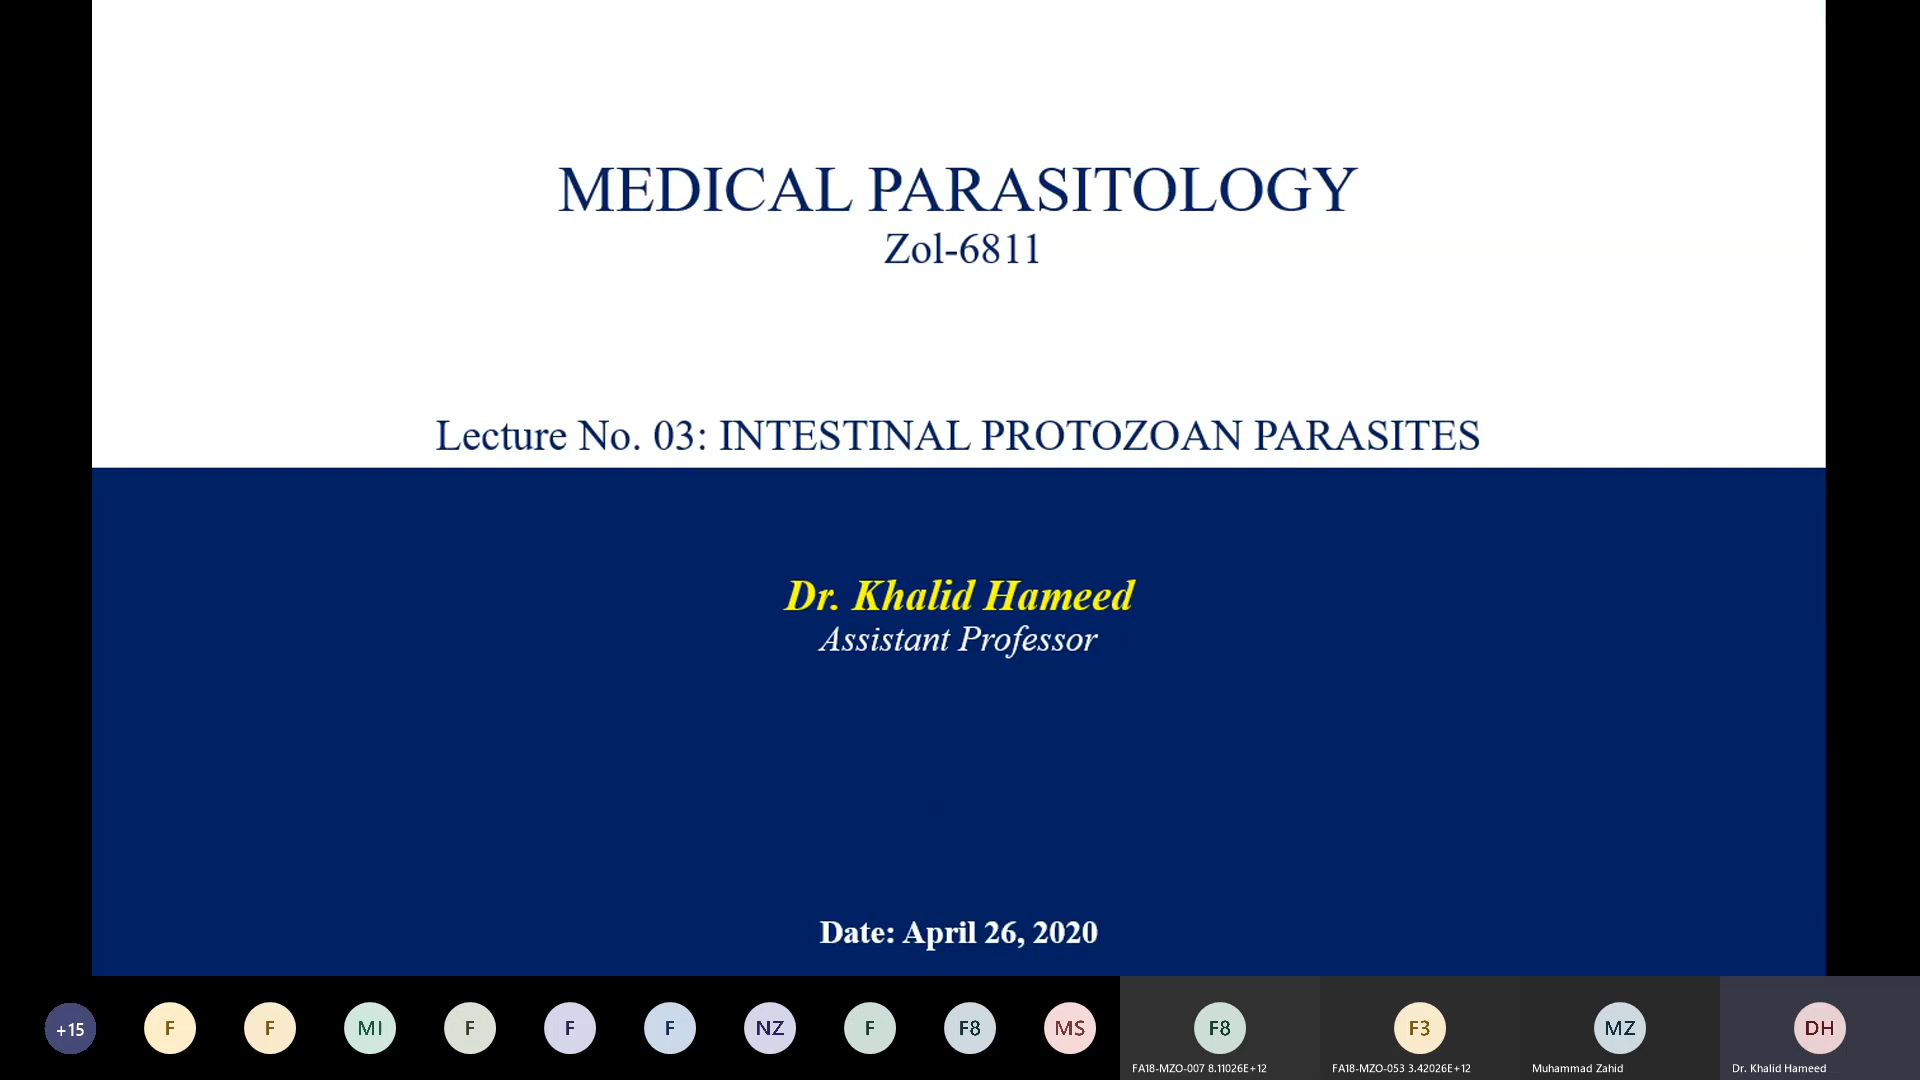 MEDICAL PARASITOLOGY
Zol-6811
Lecture No. 03: INTESTINAL PROTOZOAN PARASITES
Dr. Khalid Hameed
Assistant Professor
Date: April 26, 2020
+15
F
F
MI
F
F
F
NZ
F
F8
MS
F8
F3
MZ
DH
FA18-MZO-007 8.11026E+12
FA18-MZO-053 3.42026E+12
Muhammad Zahid
Dr. Khalid Hameed